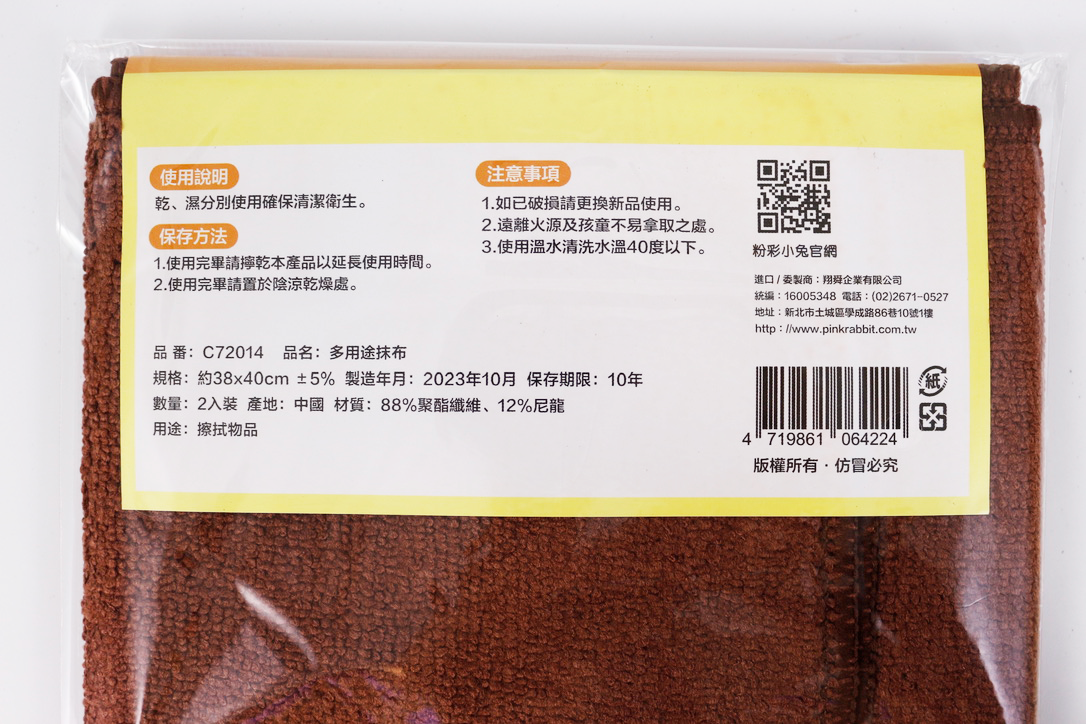 使用說明
乾、濕分別使用確保清潔衛生。
保存方法
1.使用完畢請擰乾本產品以延長使用時間。
2.使用完畢請置於陰涼乾燥處。
注意事項
1.如已破損請更換新品使用。
2.遠離火源及孩童不易拿取之處。
3.使用溫水清洗水溫40度以下。
粉彩小兔官網
進口 / 委製商：翔舜企業有限公司
統編：16005348 電話：(02)2671-0527
地址：新北市土城區學成路86巷10號1樓
http：//www.pinkrabbit.com.tw
品 番：C72014 品名：多用途抹布
規格：約38x40cm ±5% 製造年月：2023年10月 保存期限：10年
數量：2入裝 產地：中國 材質：88%聚酯纖維、12%尼龍
用途：擦拭物品
紙
4 719861 064224
版權所有．仿冒必究